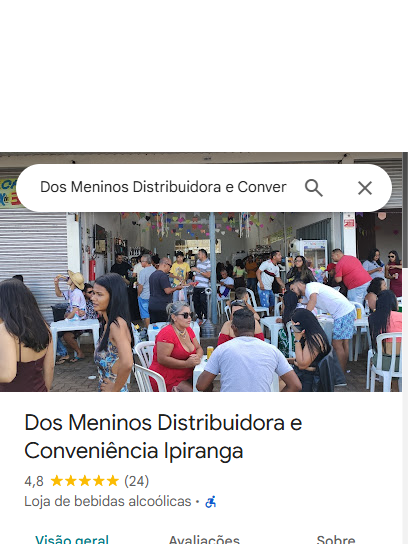 Dos Meninos Distribuidora e Conver
Dos Meninos Distribuidora e
Conveniência Ipiranga
4,8 (24)
Loja de bebidas alcoólicas ·
Visão geral Avaliações Sobre